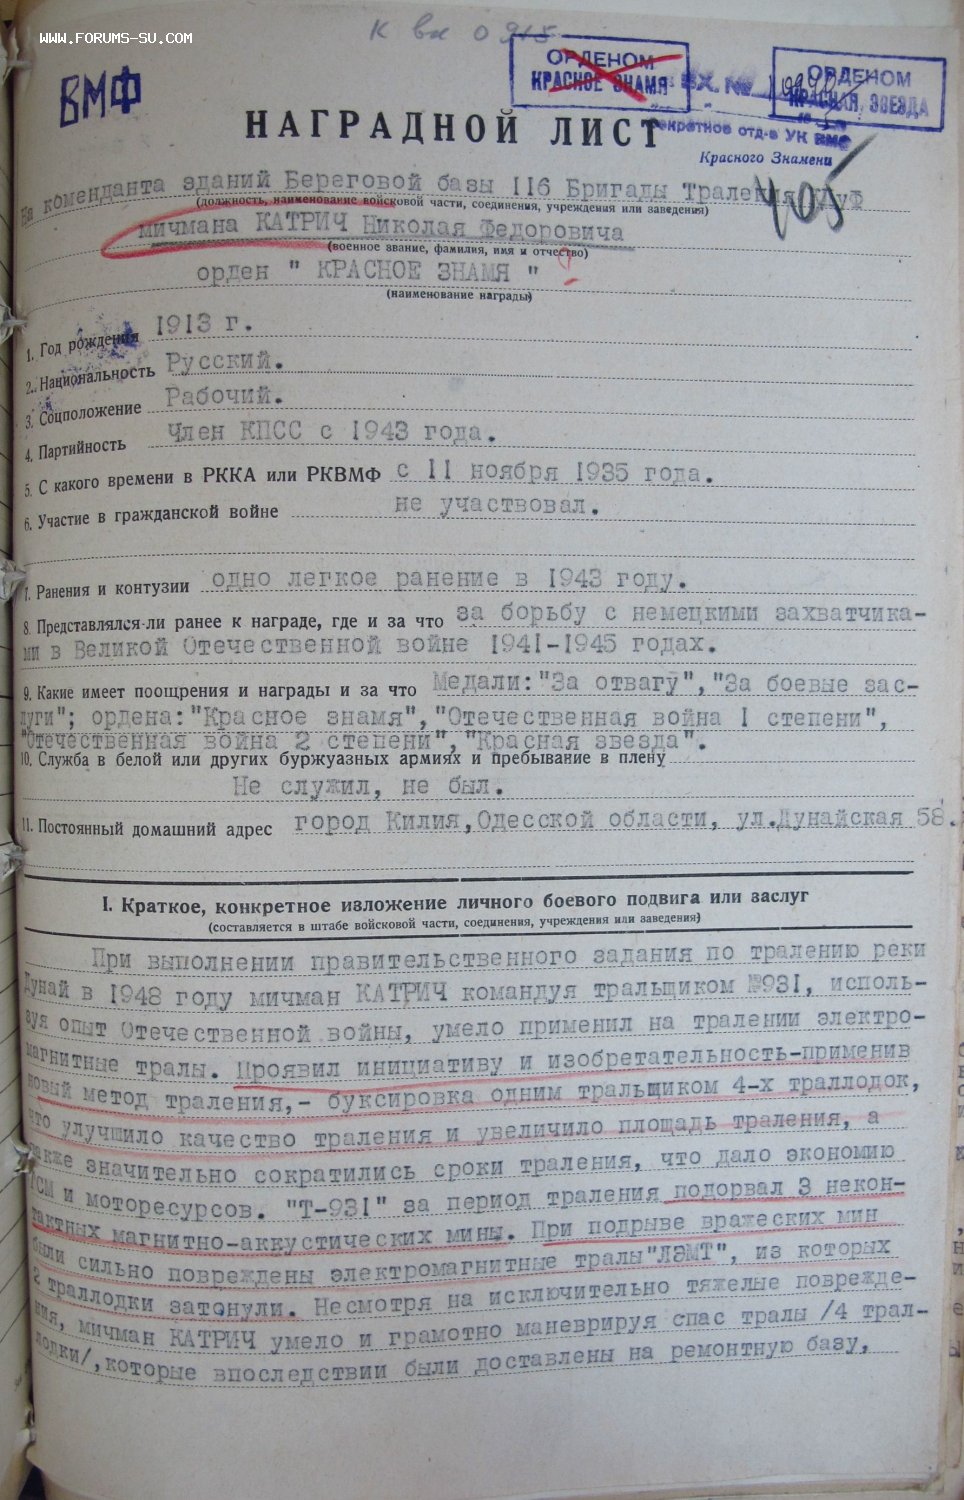 WWW.FORUMS-SU.COM
К вх 0915
ВМФ
ОРДЕНОМ
КРАСНОЕ ЗНАМЯ
ВХ. №
ОРДЕНОМ
КРАСНАЯ ЗВЕЗДА
НАГРАДНОЙ ЛИСТ
Секретное отд-е УК ВМС
Красного Знамени
405
На коменданта зданий Береговой базы 116 Бригады Траления
(должность, наименование войсковой части, соединения, учреждения или заведения)
мичмана КАТРИЧ Николая Федоровича
(военное звание, фамилия, имя и отчество)
орден " КРАСНОЕ ЗНАМЯ "
(наименование награды)
1. Год рождения 1913 г.
2. Национальность Русский.
3. Соцположение Рабочий.
4. Партийность Член КПСС с 1943 года.
5. С какого времени в РККА или РКВМФ с 11 ноября 1935 года.
6. Участие в гражданской войне не участвовал.
7. Ранения и контузии одно легкое ранение в 1943 году.
8. Представлялся-ли ранее к награде, где и за что за борьбу с немецкими захватчика-
ми в Великой Отечественной войне 1941-1945 годах.
9. Какие имеет поощрения и награды и за что Медали:"За отвагу","За боевые зас-
луги"; ордена:"Красное знамя","Отечественная война 1 степени",
"Отечественная война 2 степени","Красная звезда".
10. Служба в белой или других буржуазных армиях и пребывание в плену
Не служил, не был.
11. Постоянный домашний адрес город Килия,Одесской области, ул.Дунайская 58.
I. Краткое, конкретное изложение личного боевого подвига или заслуг
(составляется в штабе войсковой части, соединения, учреждения или заведения)
При выполнении правительственного задания по тралению реки
Дунай в 1948 году мичман КАТРИЧ командуя тральщиком №931, исполь-
зуя опыт Отечественной войны, умело применил на тралении электро-
магнитные тралы. Проявил инициативу и изобретательность-применив
новый метод траления,- буксировка одним тральщиком 4-х траллодок,
что улучшило качество траления и увеличило площадь траления, а
также значительно сократились сроки траления, что дало экономию
ГСМ и моторесурсов. "Т-931" за период траления подорвал 3 некон-
тактных магнитно-аккустических мины. При подрыве вражеских мин
были сильно повреждены электромагнитные тралы"ЛЭМТ", из которых
2 траллодки затонули. Несмотря на исключительно тяжелые поврежде-
ния, мичман КАТРИЧ умело и грамотно маневрируя спас тралы /4 трал-
лодки/,которые впоследствии были доставлены на ремонтную базу,